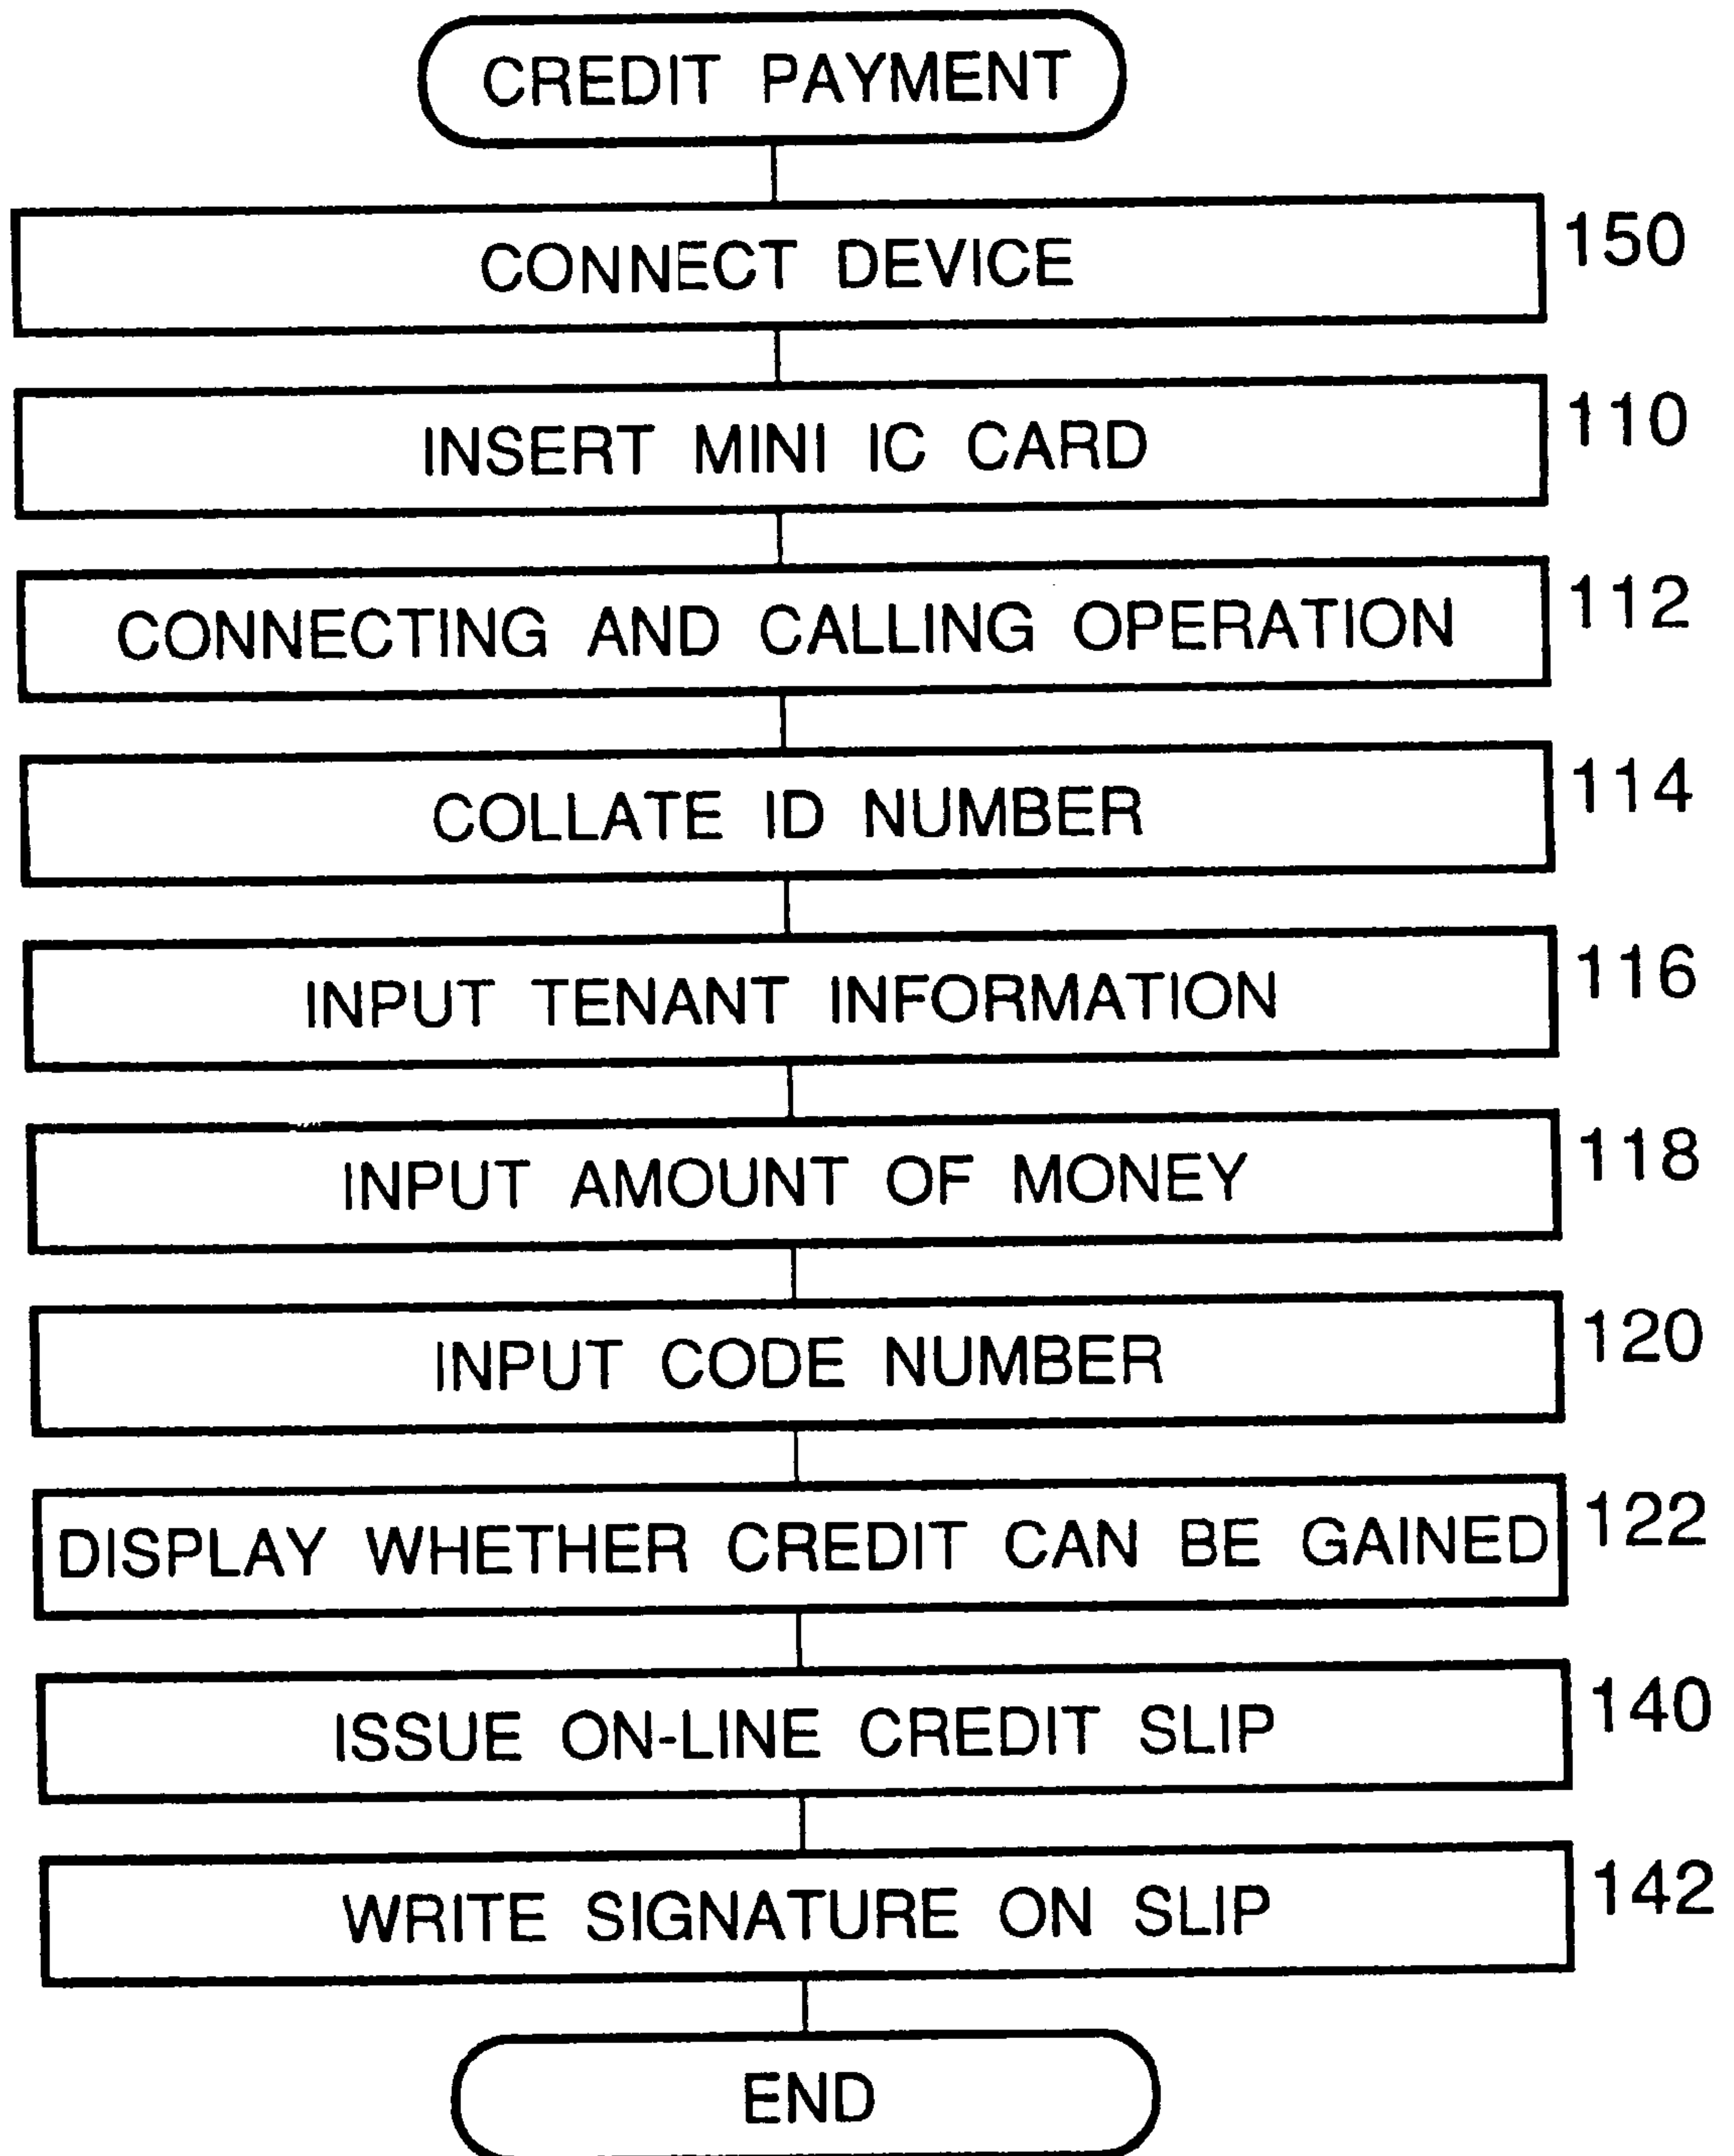 CREDIT PAYMENT
CONNECT DEVICE 150
INSERT MINI IC CARD 110
CONNECTING AND CALLING OPERATION 112
COLLATE ID NUMBER 114
INPUT TENANT INFORMATION 116
INPUT AMOUNT OF MONEY 118
INPUT CODE NUMBER 120
DISPLAY WHETHER CREDIT CAN BE GAINED 122
ISSUE ON-LINE CREDIT SLIP 140
WRITE SIGNATURE ON SLIP 142
END